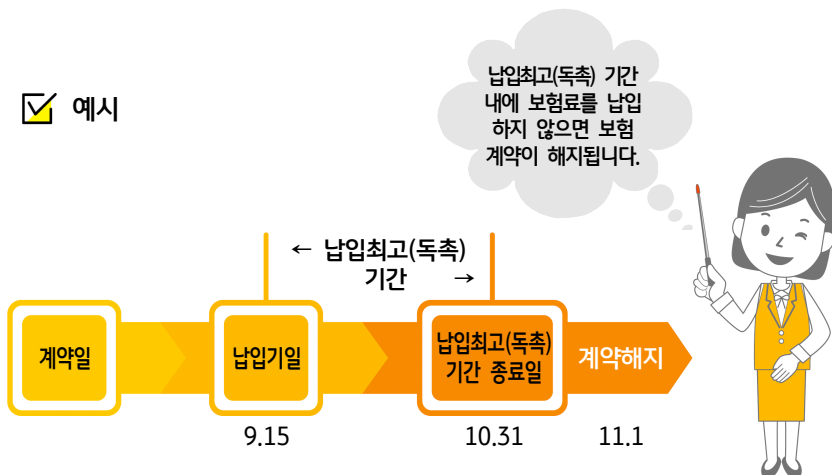 납입최고(독촉) 기간
내에 보험료를 납입
하지 않으면 보험
계약이 해지됩니다.
예시
← 납입최고(독촉)
기간 →
계약일
납입기일
납입최고(독촉)
기간 종료일
계약해지
9.15
10.31
11.1